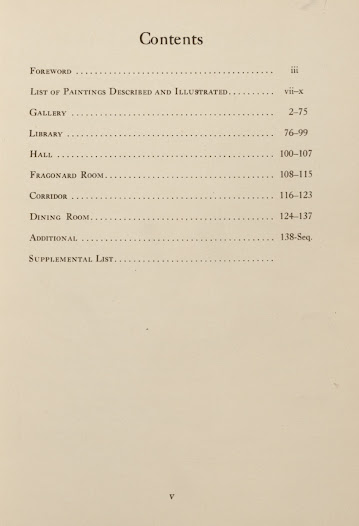 Contents
Foreword ........................................ iii
List of Paintings Described and Illustrated.......... vii–x
Gallery ........................................ 2–75
Library ........................................ 76–99
Hall ........................................ 100–107
Fragonard Room.................................. 108–115
Corridor ........................................ 116–123
Dining Room..................................... 124–137
Additional ...................................... 138-Seq.
Supplemental List................................
v